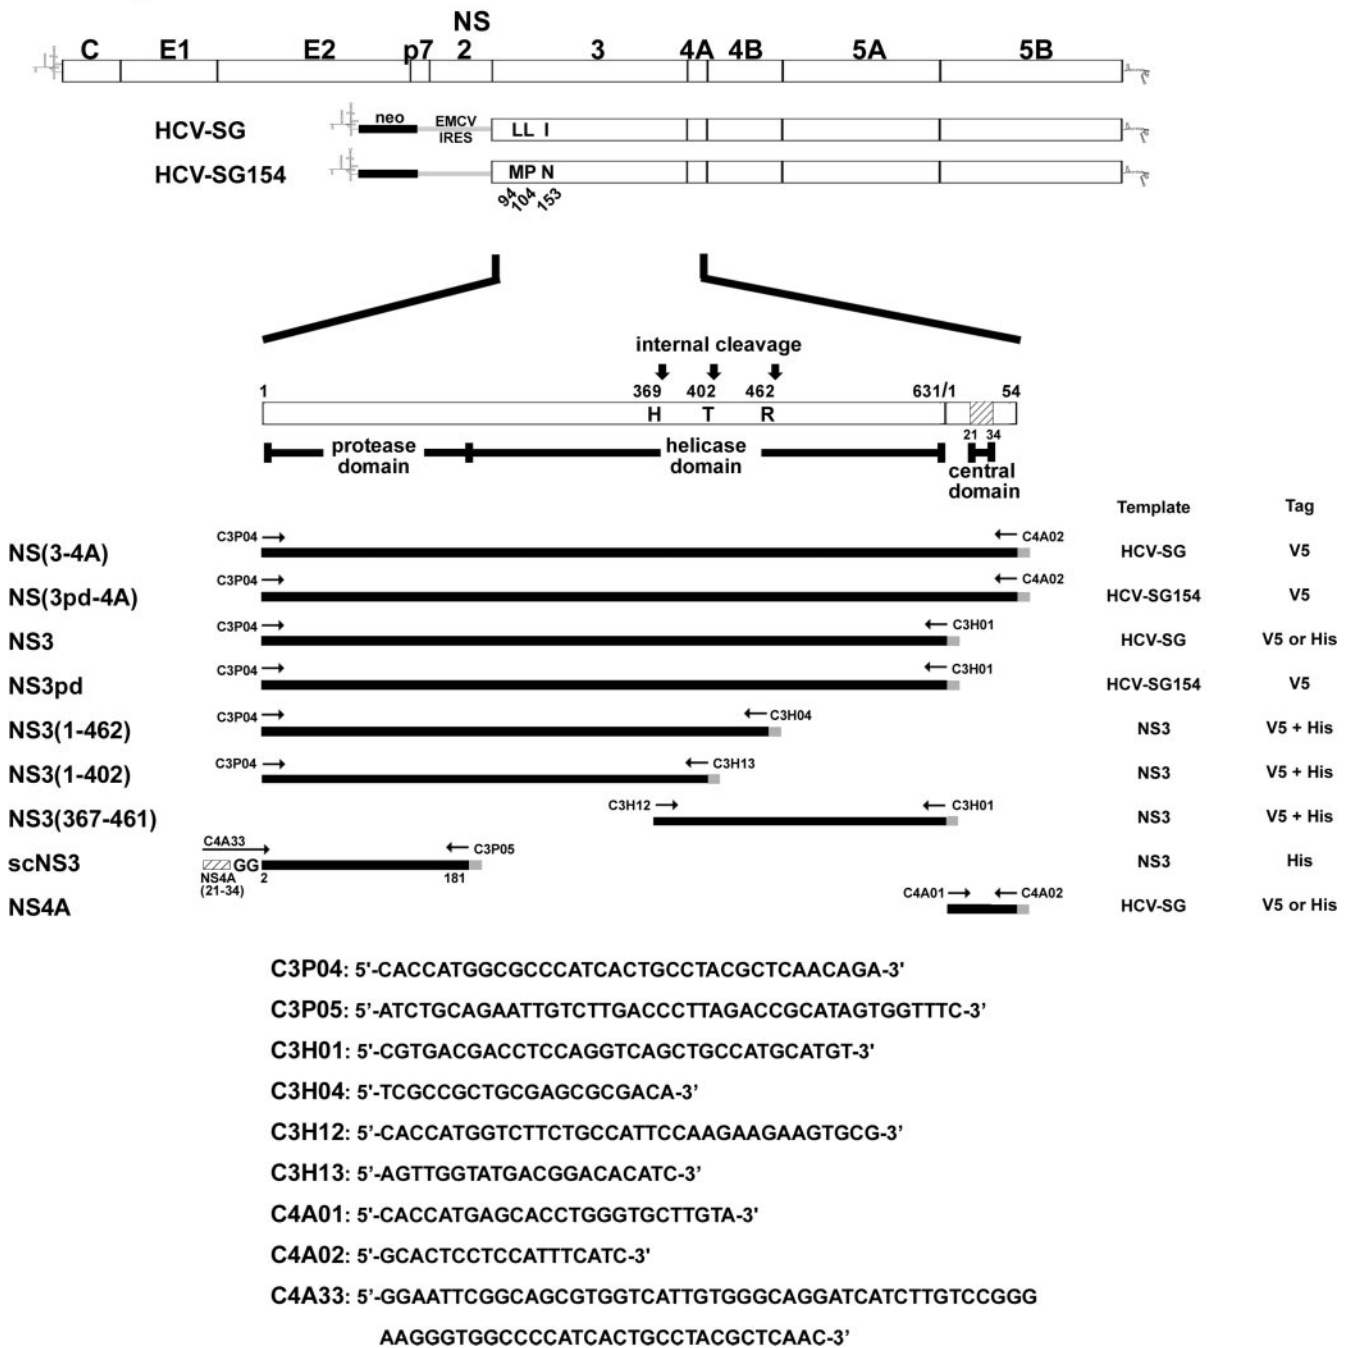 NS
C E1 E2 p7 2 3 4A 4B 5A 5B
HCV-SG neo EMCV IRES LL I
HCV-SG154 MP N
94 104 153
internal cleavage
1 369 402 462 631/1 54
H T R
21 34
protease domain
helicase domain
central domain
Template Tag
NS(3-4A) C3P04 C4A02 HCV-SG V5
NS(3pd-4A) C3P04 C4A02 HCV-SG154 V5
NS3 C3P04 C3H01 HCV-SG V5 or His
NS3pd C3P04 C3H01 HCV-SG154 V5
NS3(1-462) C3P04 C3H04 NS3 V5 + His
NS3(1-402) C3P04 C3H13 NS3 V5 + His
NS3(367-461) C3H12 C3H01 NS3 V5 + His
scNS3 C4A33 GG C3P05 NS3 His
NS4A (21-34) 2 181
NS4A C4A01 C4A02 HCV-SG V5 or His
C3P04: 5'-CACCATGGCGCCCATCACTGCCTACGCTCAACAGA-3'
C3P05: 5’-ATCTGCAGAATTGTCTTGACCCTTAGACCGCATAGTGGTTTC-3’
C3H01: 5'-CGTGACGACCTCCAGGTCAGCTGCCATGCATGT-3'
C3H04: 5'-TCGCCGCTGCGAGCGCGACA-3’
C3H12: 5’-CACCATGGTCTTCTGCCATTCCAAGAAGAAGTGCG-3’
C3H13: 5’-AGTTGGTATGACGGACACATC-3’
C4A01: 5'-CACCATGAGCACCTGGGTGCTTGTA-3'
C4A02: 5'-GCACTCCTCCATTTCATC-3'
C4A33: 5’-GGAATTCGGCAGCGTGGTCATTGTGGGCAGGATCATCTTGTCCGGG
AAGGGTGGCCCCATCACTGCCTACGCTCAAC-3’